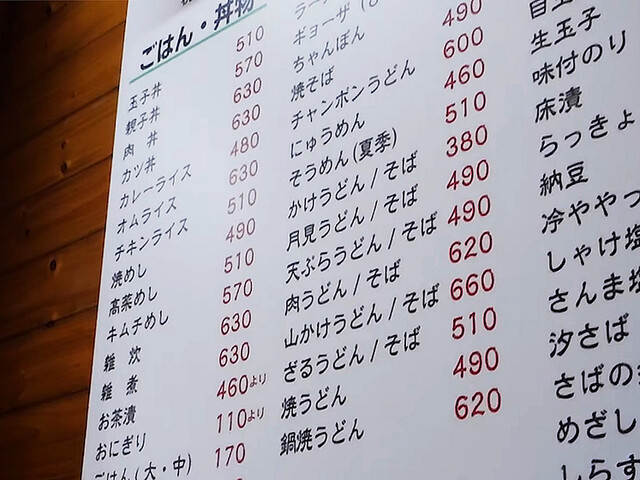 ごはん・丼物
玉子丼 510
親子丼 570
肉 丼 630
カツ丼 630
カレーライス 480
オムライス 630
チキンライス 510
焼めし 490
高菜めし 510
キムチめし 570
雑 炊 630
雑 煮 630
お茶漬 460より
おにぎり 110より
ごはん(大・中) 170
ラー
ギョーザ
ちゃんぽん
焼そば 490
チャンポンうどん 600
にゅうめん 460
そうめん(夏季) 510
かけうどん/そば 380
月見うどん/そば 490
天ぷらうどん/そば 490
肉うどん/そば 620
山かけうどん/そば 660
ざるうどん/そば 510
焼うどん 490
鍋焼うどん 620
生玉子
味付のり
床漬
らっきょ
納豆
冷ややっ
しゃけ塩
さんま塩
汐さば
さばの
めざし
しらす